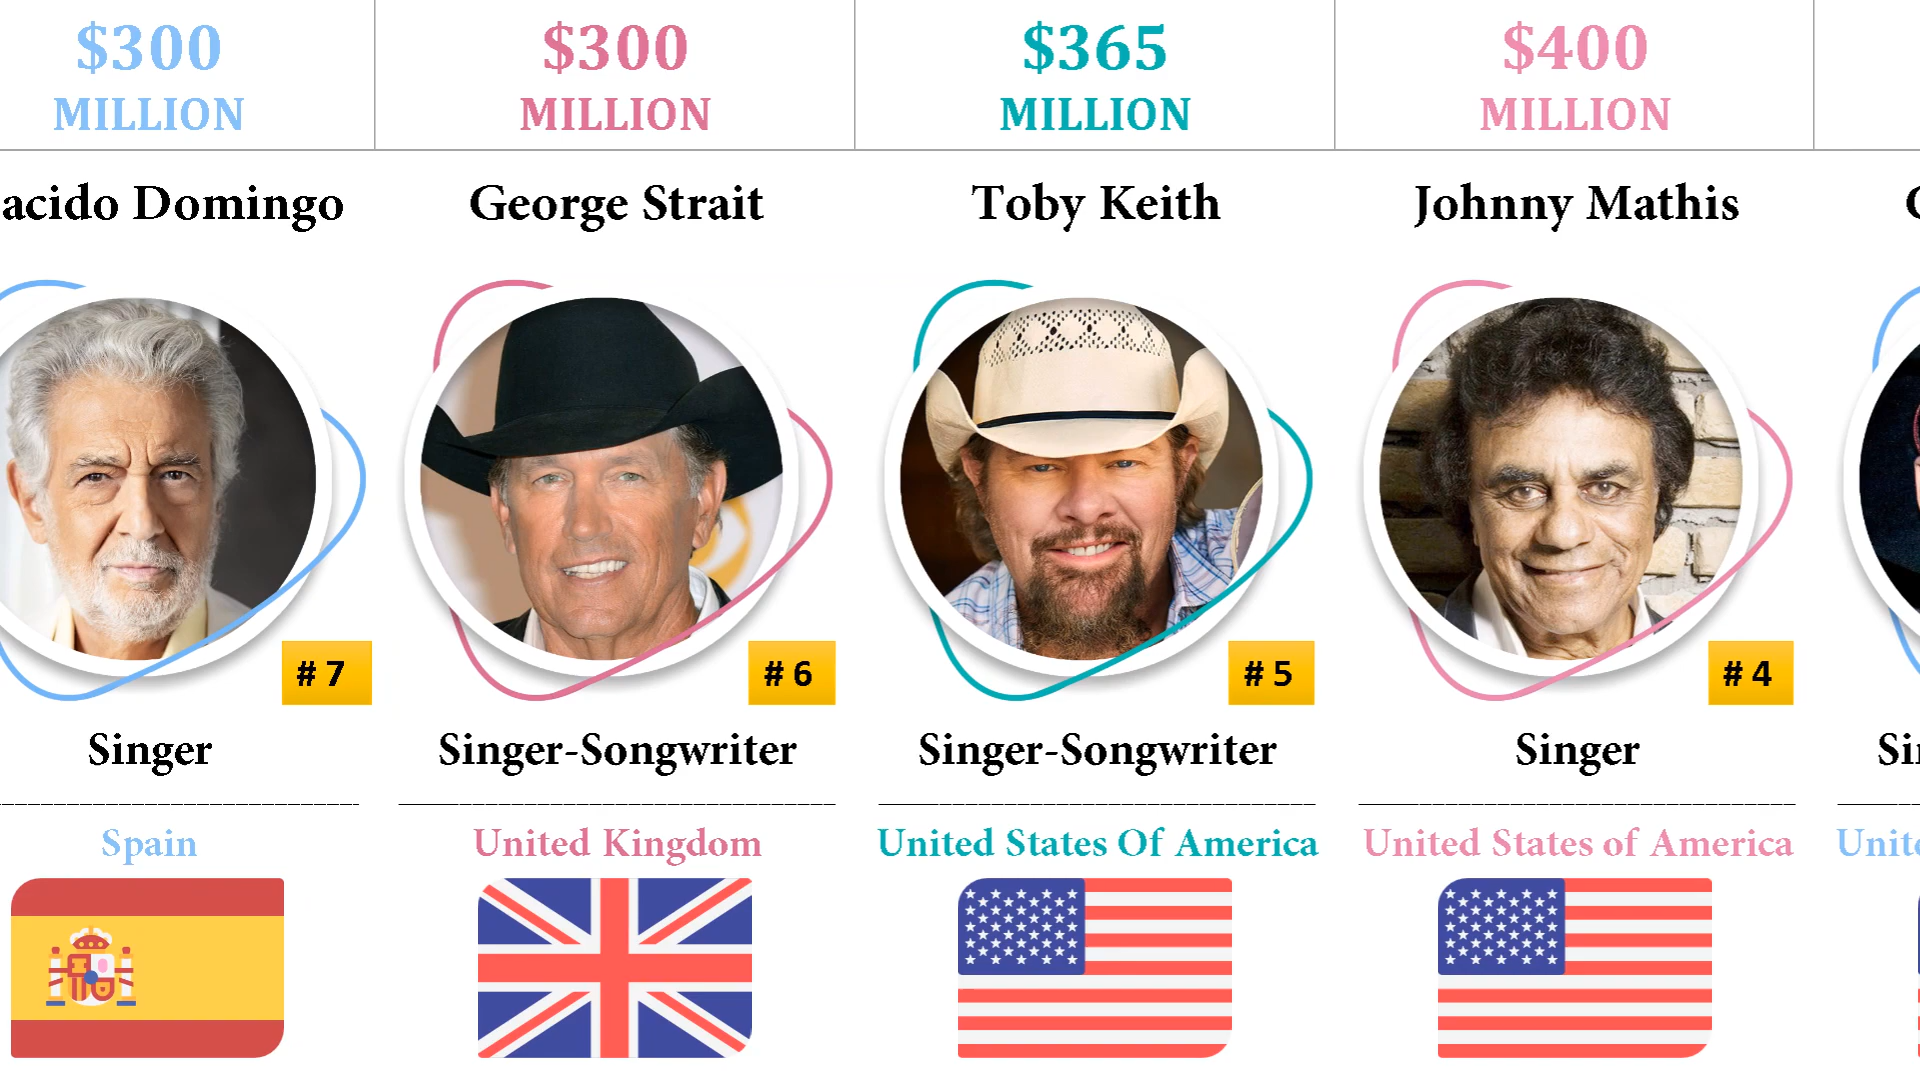 $300
MILLION
$300
MILLION
$365
MILLION
$400
MILLION
acido Domingo
George Strait
Toby Keith
Johnny Mathis
# 7
# 6
# 5
# 4
Singer
Singer-Songwriter
Singer-Songwriter
Singer
Spain
United Kingdom
United States Of America
United States of America